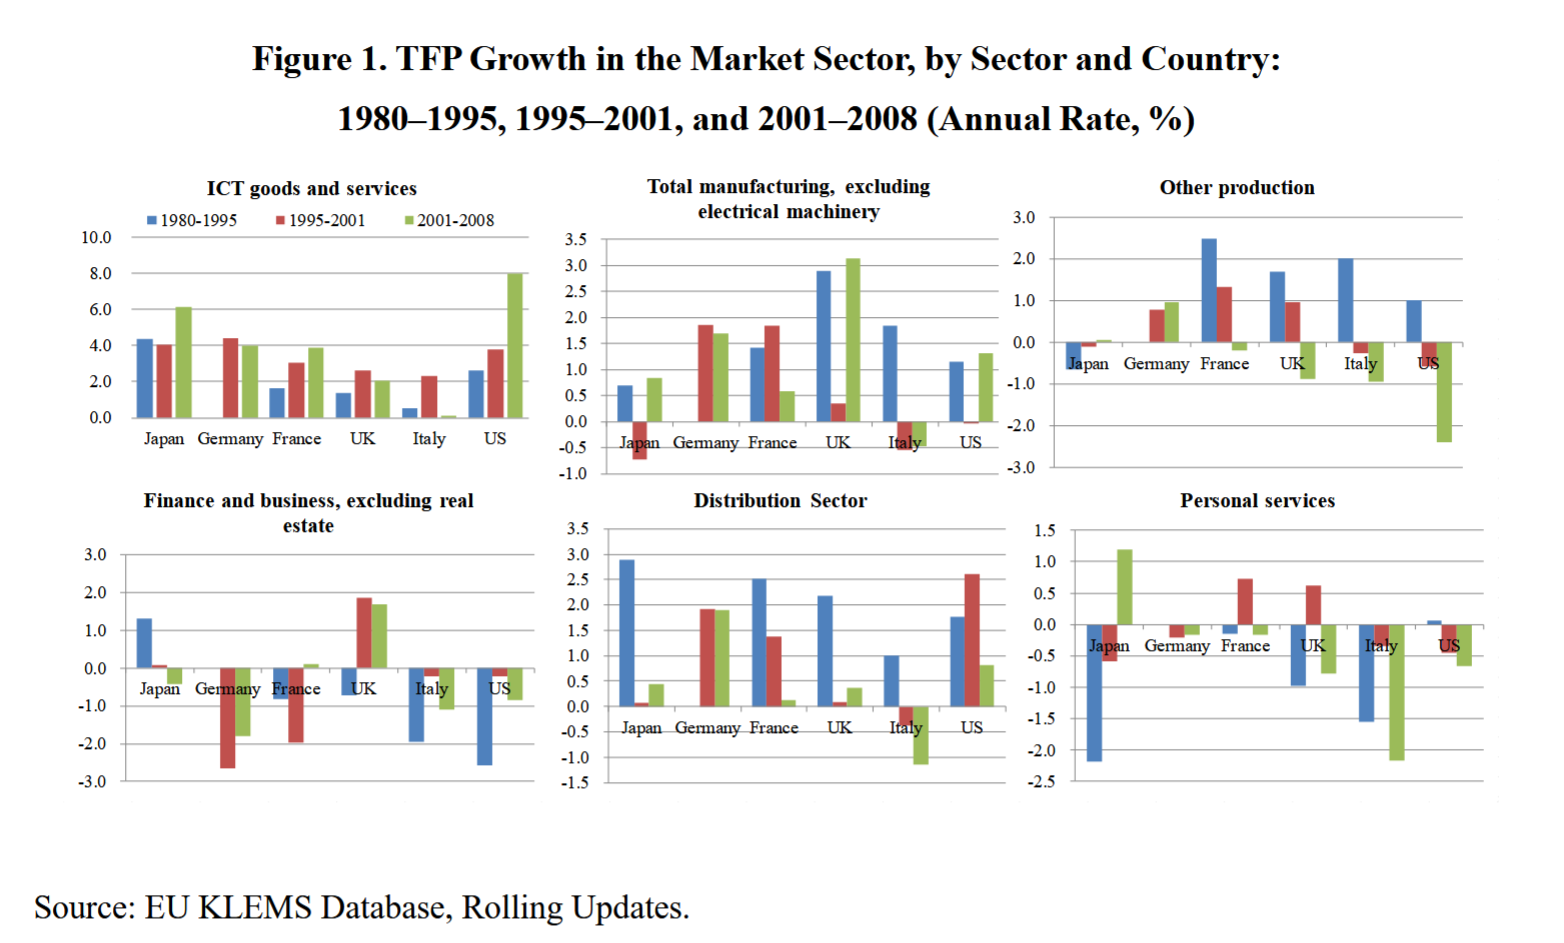 Figure 1. TFP Growth in the Market Sector, by Sector and Country:
1980–1995, 1995–2001, and 2001–2008 (Annual Rate, %)
ICT goods and services
1980-1995 1995-2001 2001-2008
10.0
8.0
6.0
4.0
2.0
0.0
Japan Germany France UK Italy US
Total manufacturing, excluding
electrical machinery
3.5
3.0
2.5
2.0
1.5
1.0
0.5
0.0
-0.5
-1.0
Japan Germany France UK Italy US
Other production
3.0
2.0
1.0
0.0
-1.0
-2.0
-3.0
Japan Germany France UK Italy US
Finance and business, excluding real
estate
3.0
2.0
1.0
0.0
-1.0
-2.0
-3.0
Japan Germany France UK Italy US
Distribution Sector
3.5
3.0
2.5
2.0
1.5
1.0
0.5
0.0
-0.5
-1.0
-1.5
Japan Germany France UK Italy US
Personal services
1.5
1.0
0.5
0.0
-0.5
-1.0
-1.5
-2.0
-2.5
Japan Germany France UK Italy US
Source: EU KLEMS Database, Rolling Updates.